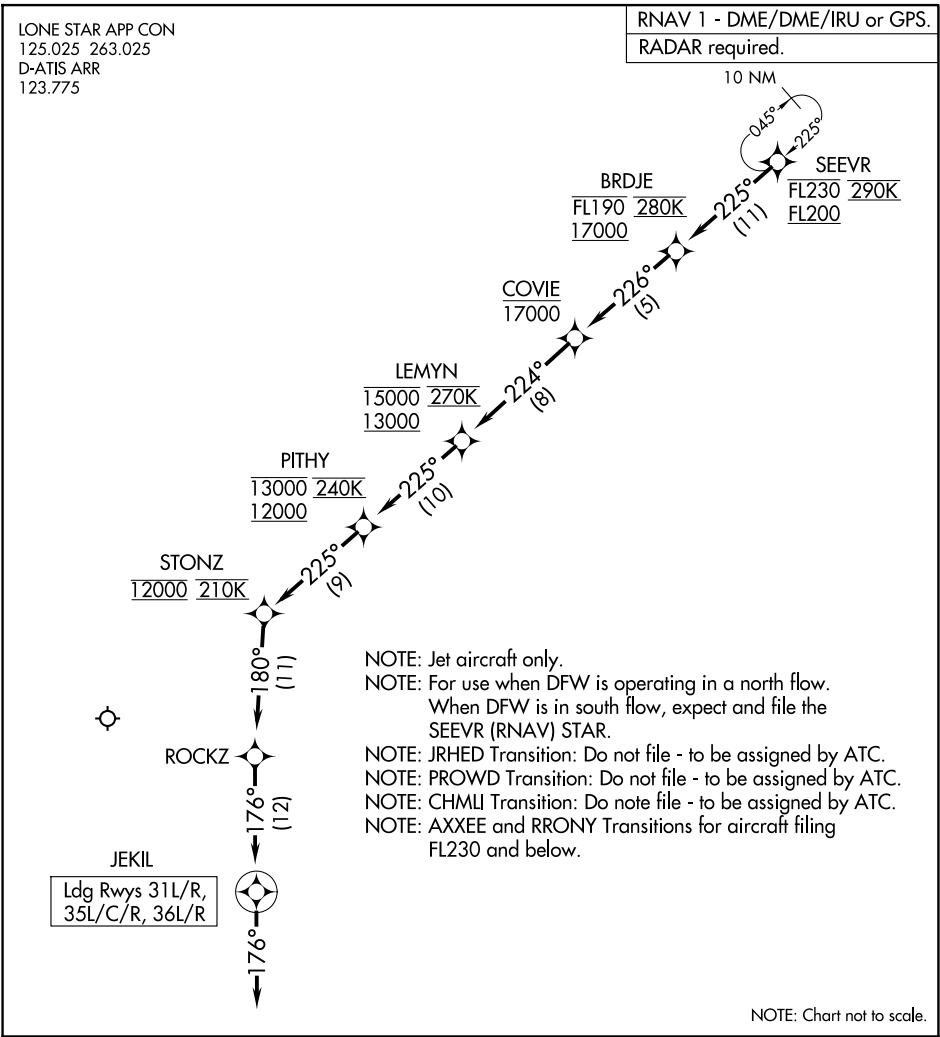 LONE STAR APP CON
125.025 263.025
D-ATIS ARR
123.775
RNAV 1 - DME/DME/IRU or GPS.
RADAR required.
10 NM
045°
225°
SEEVR
FL230 290K
FL200
225°
(11)
BRDJE
FL190 280K
17000
226°
(5)
COVIE
17000
224°
(8)
LEMYN
15000 270K
13000
225°
(10)
PITHY
13000 240K
12000
225°
(9)
STONZ
12000 210K
180°
(11)
ROCKZ
176°
(12)
JEKIL
Ldg Rwys 31L/R,
35L/C/R, 36L/R
176°
NOTE: Jet aircraft only.
NOTE: For use when DFW is operating in a north flow.
When DFW is in south flow, expect and file the
SEEVR (RNAV) STAR.
NOTE: JRHED Transition: Do not file - to be assigned by ATC.
NOTE: PROWD Transition: Do not file - to be assigned by ATC.
NOTE: CHMLI Transition: Do note file - to be assigned by ATC.
NOTE: AXXEE and RRONY Transitions for aircraft filing
FL230 and below.
NOTE: Chart not to scale.